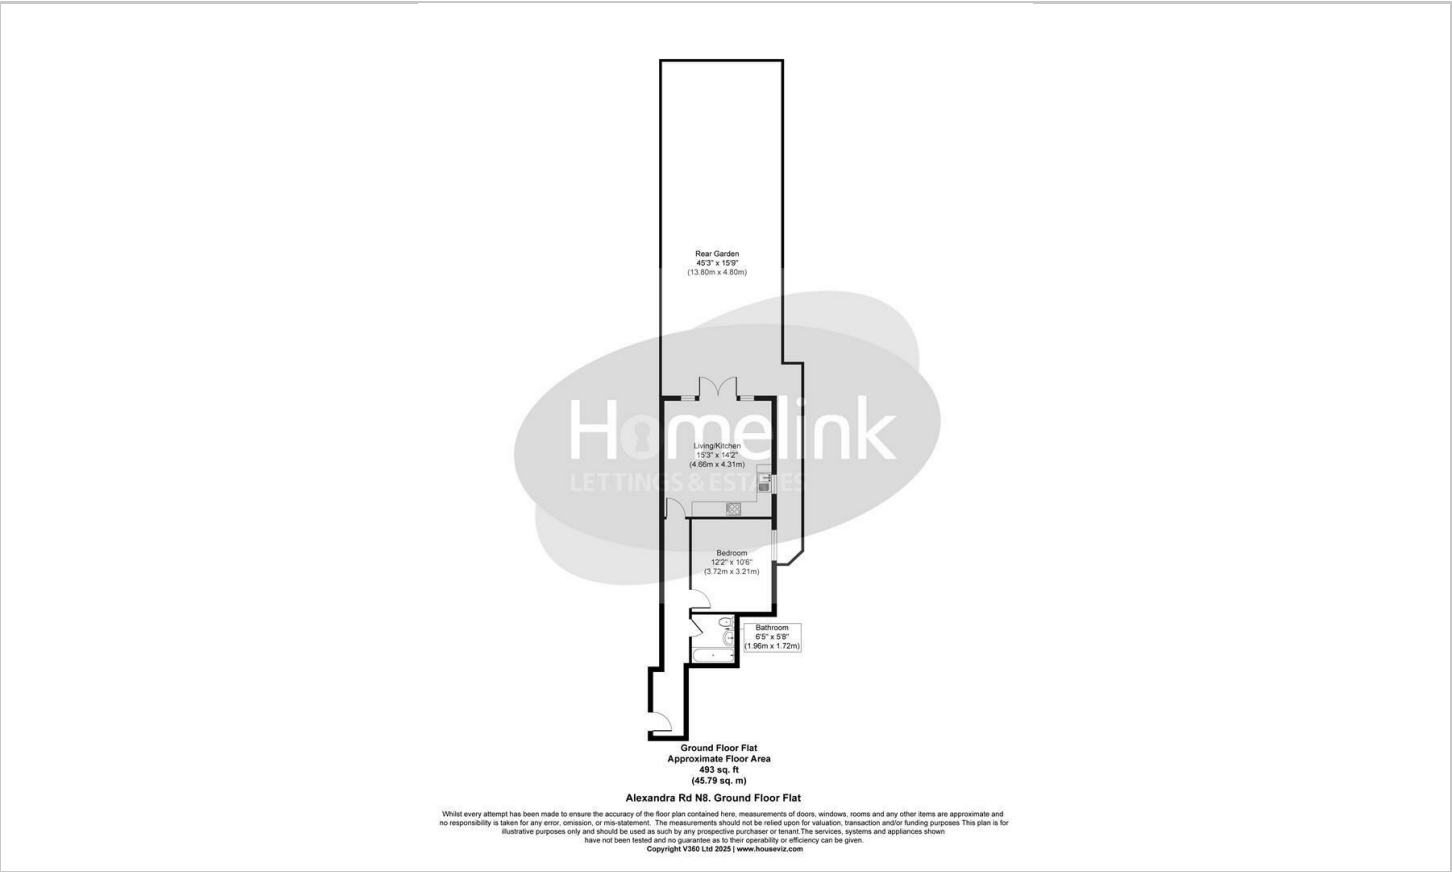 Rear Garden
45'3" x 15'9"
(13.80m x 4.80m)
Homelink
LETTINGS & ESTATES
Living/Kitchen
15'3" x 14'2"
(4.66m x 4.31m)
Bedroom
12'2" x 10'6"
(3.72m x 3.21m)
Bathroom
6'5" x 5'8"
(1.96m x 1.72m)
Ground Floor Flat
Approximate Floor Area
493 sq. ft
(45.79 sq. m)
Alexandra Rd N8. Ground Floor Flat
Whilst every attempt has been made to ensure the accuracy of the floor plan contained here, measurements of doors, windows, rooms and any other items are approximate and
no responsibility is taken for any error, omission, or mis-statement. The measurements should not be relied upon for valuation, transaction and/or funding purposes This plan is for
illustrative purposes only and should be used as such by any prospective purchaser or tenant.The services, systems and appliances shown
have not been tested and no guarantee as to their operability or efficiency can be given.
Copyright V360 Ltd 2025 | www.houseviz.com